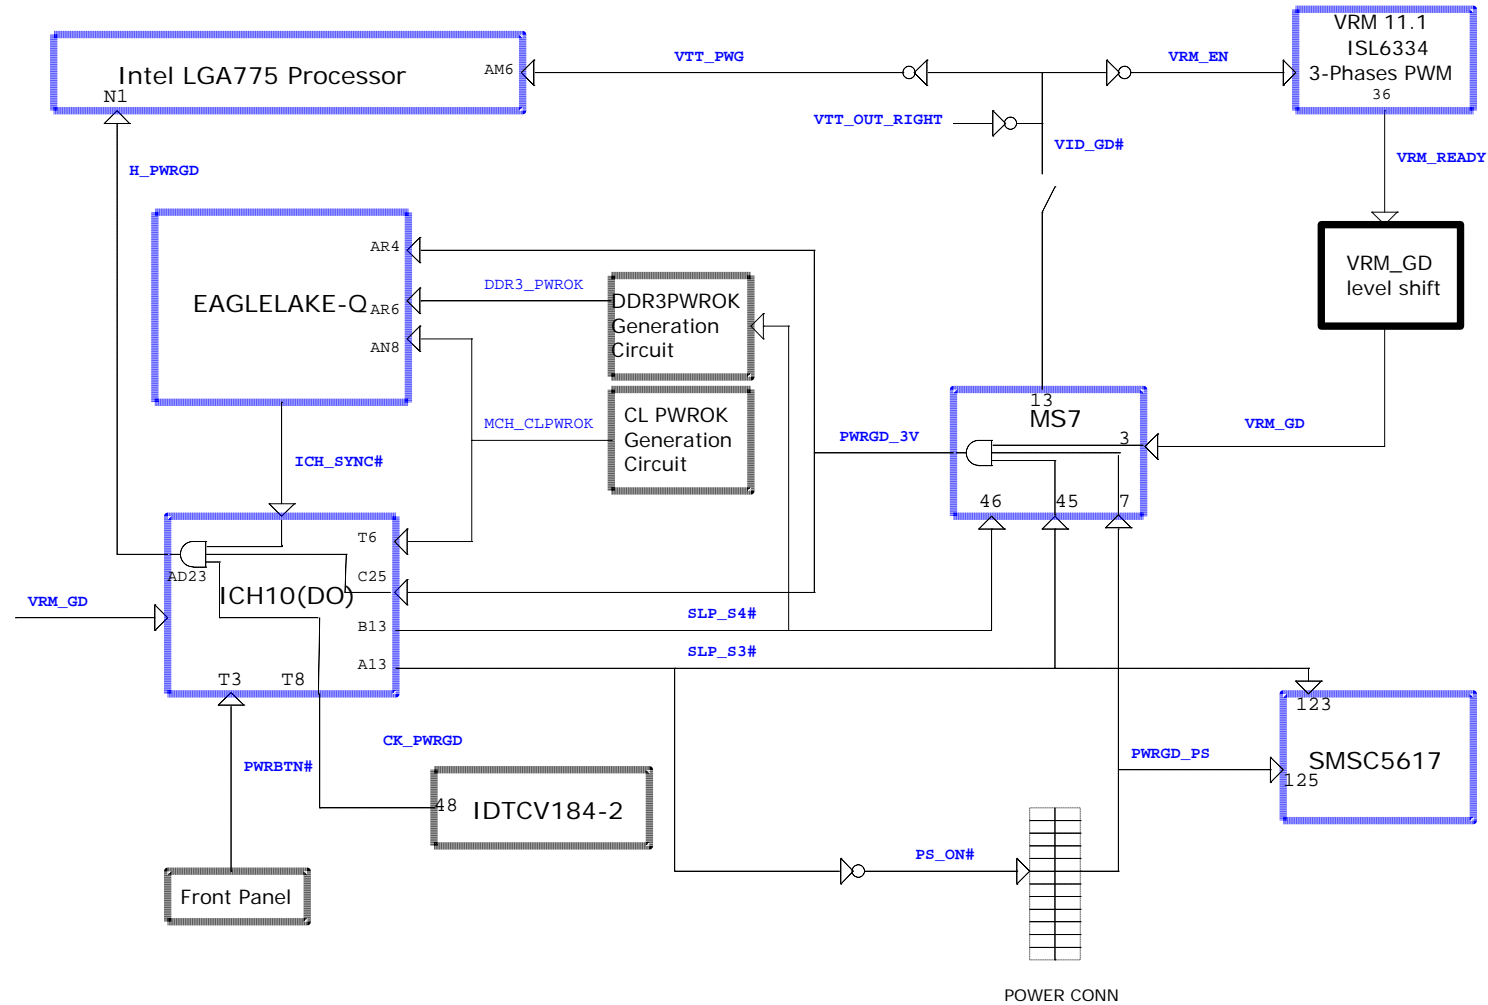 VRM 11.1
ISL6334
3-Phases PWM
36
VTT_PWG
VRM_EN
Intel LGA775 Processor
AM6
N1
VTT_OUT_RIGHT
VID_GD#
VRM_READY
H_PWRGD
AR4
DDR3_PWROK
EAGLELAKE-Q
AR6
AN8
DDR3PWROK
Generation
Circuit
VRM_GD
level shift
MCH_CLPWROK
CL PWROK
Generation
Circuit
13
MS7
3
PWRGD_3V
VRM_GD
ICH_SYNC#
46
45
7
T6
AD23
C25
ICH10(DO)
VRM_GD
B13
SLP_S4#
A13
SLP_S3#
T3
T8
123
CK_PWRGD
PWRBTN#
PWRGD_PS
SMSC5617
125
48
IDTCV184-2
PS_ON#
Front Panel
POWER CONN